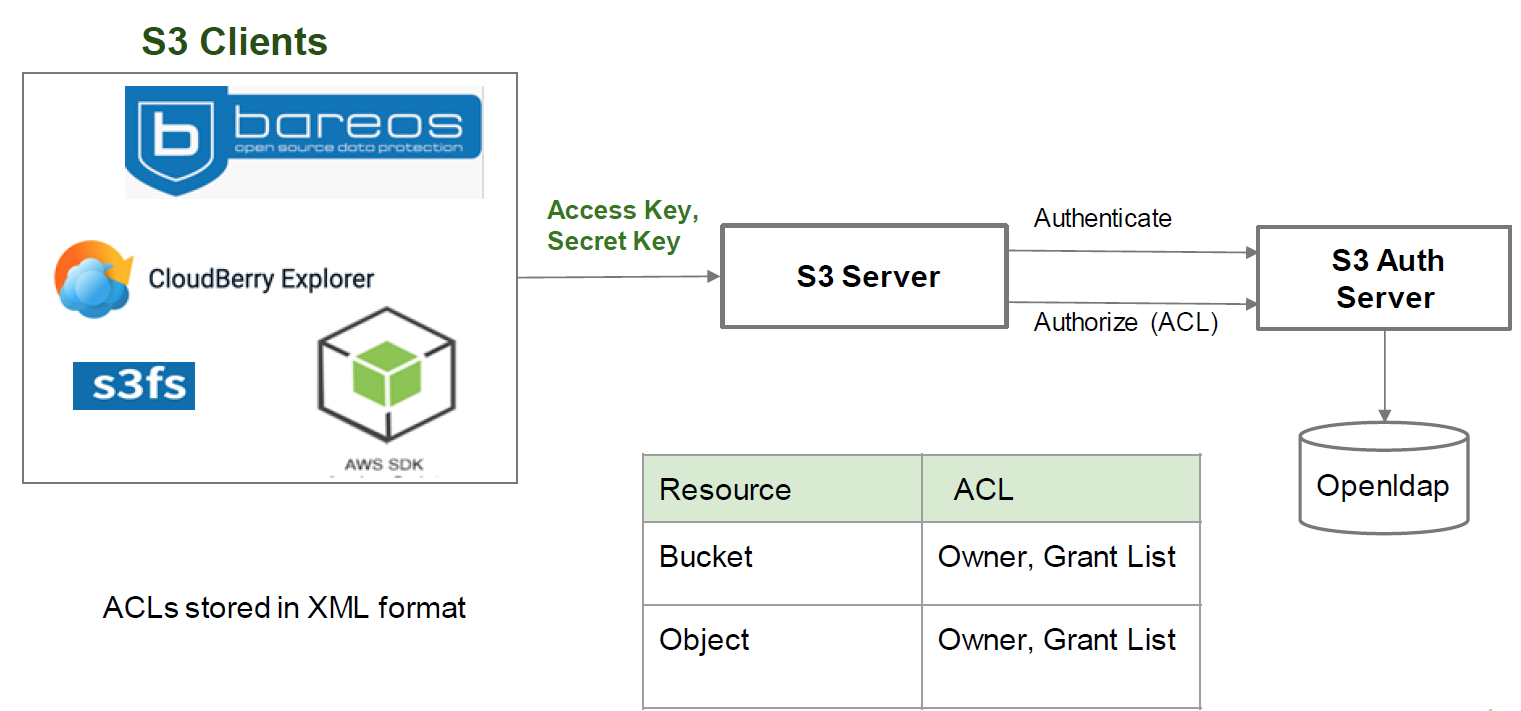 S3 Clients
bareos
open source data protection
CloudBerry Explorer
s3fs
AWS SDK
Access Key,
Secret Key
S3 Server
Authenticate
Authorize (ACL)
S3 Auth
Server
Openldap
Resource ACL
Bucket Owner, Grant List
Object Owner, Grant List
ACLs stored in XML format